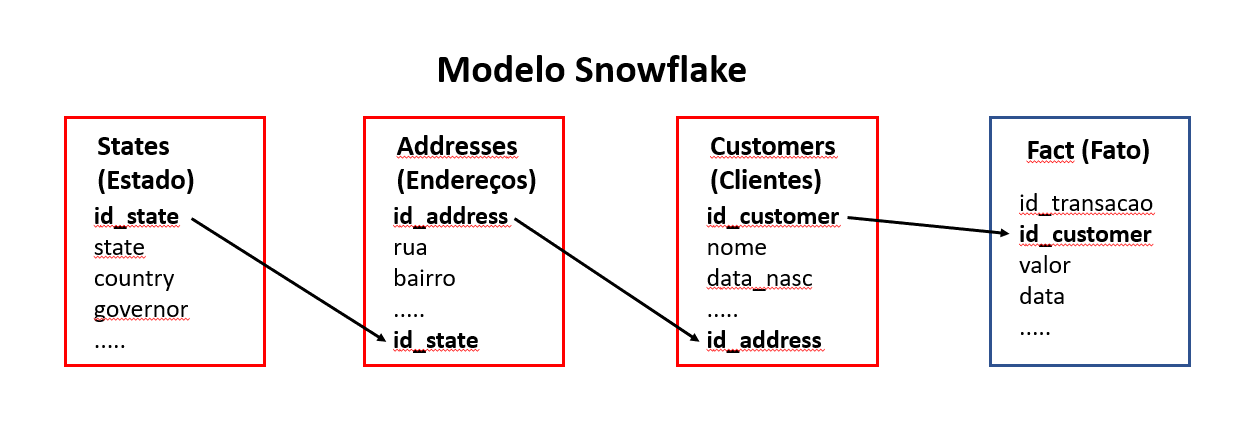 Modelo Snowflake
States
(Estado)
id_state
state
country
governor
.....
Addresses
(Endereços)
id_address
rua
bairro
.....
id_state
Customers
(Clientes)
id_customer
nome
data_nasc
.....
id_address
Fact (Fato)
id_transacao
id_customer
valor
data
.....